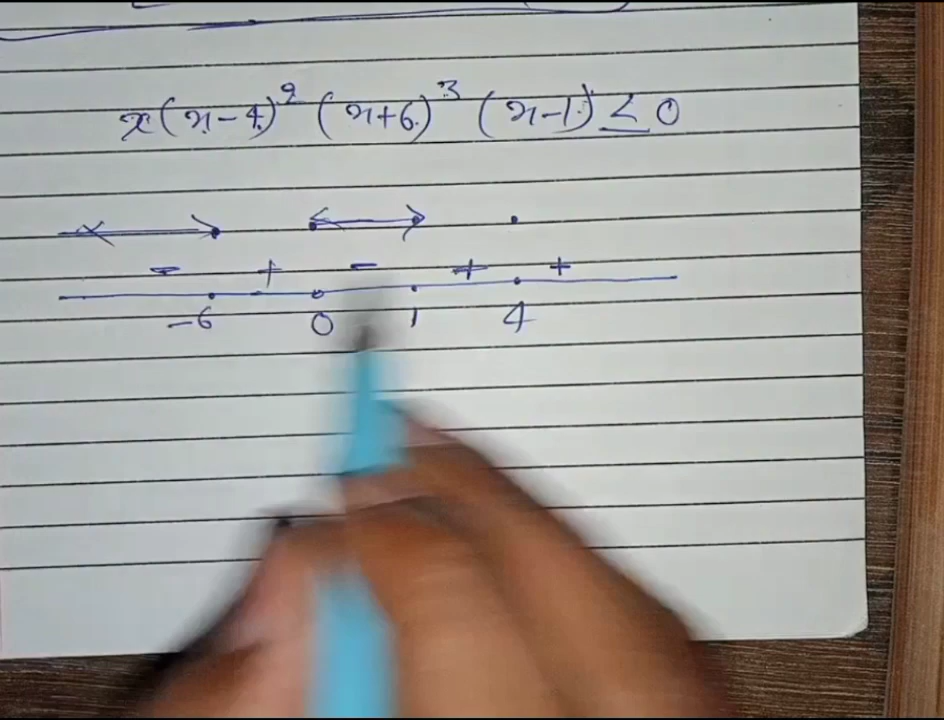 x(x-4)² (x+6)³ (x-1) ≤ 0
- + - + +
-6 0 1 4